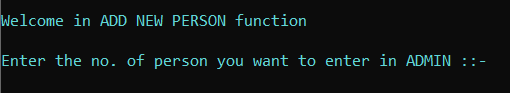 Welcome in ADD NEW PERSON function
Enter the no. of person you want to enter in ADMIN ::-